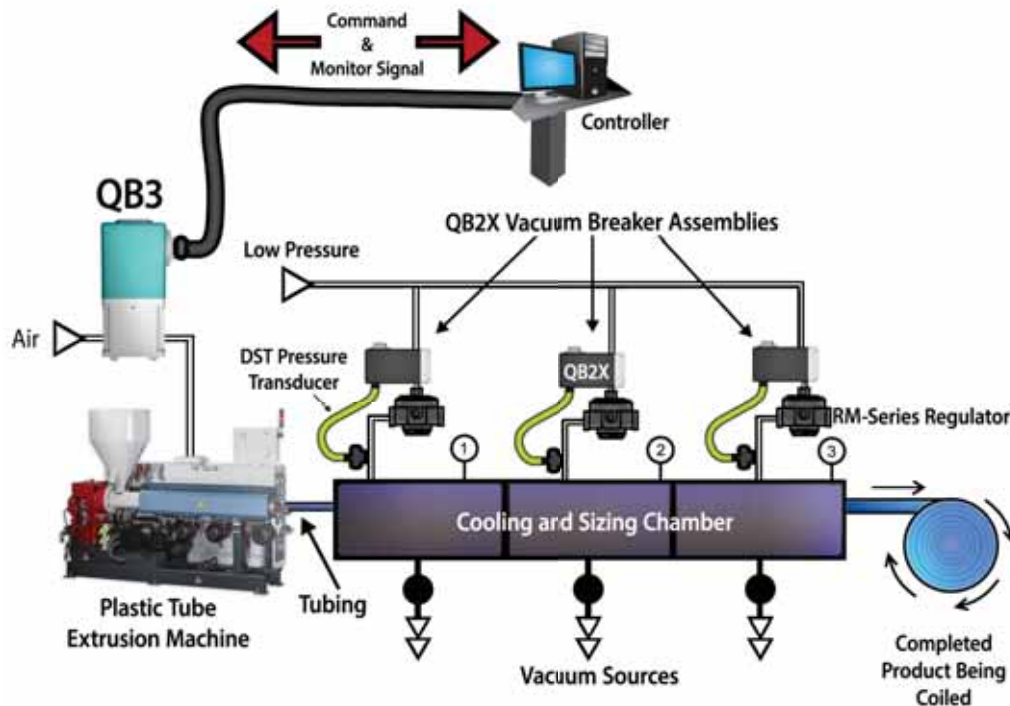 Command
&
Monitor Signal
Controller
QB3
QB2X Vacuum Breaker Assemblies
Low Pressure
Air
DST Pressure
Transducer
QB2X
RM-Series Regulator
1
2
3
Cooling and Sizing Chamber
Tubing
Plastic Tube
Extrusion Machine
Vacuum Sources
Completed
Product Being
Coiled